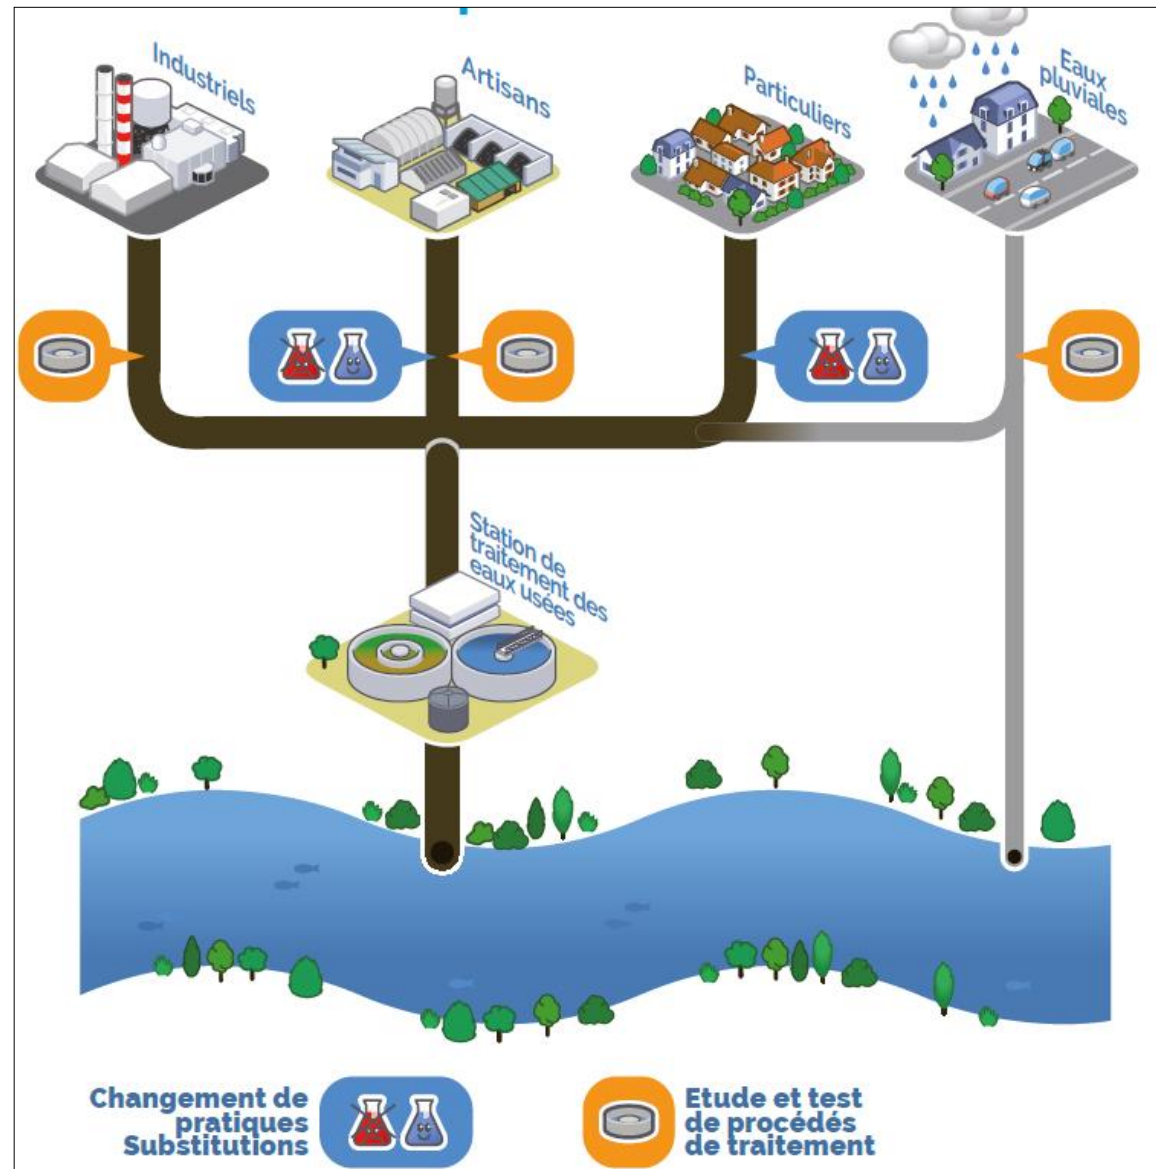 Industriels
Artisans
Particuliers
Eaux
pluviales
Station de
traitement des
eaux usées
Changement de
pratiques
Substitutions
Etude et test
de procédés
de traitement